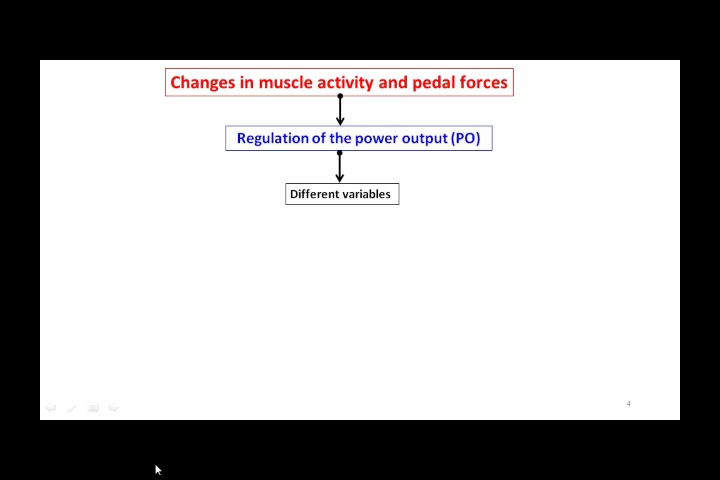 Changes in muscle activity and pedal forces
Regulation of the power output (PO)
Different variables
4